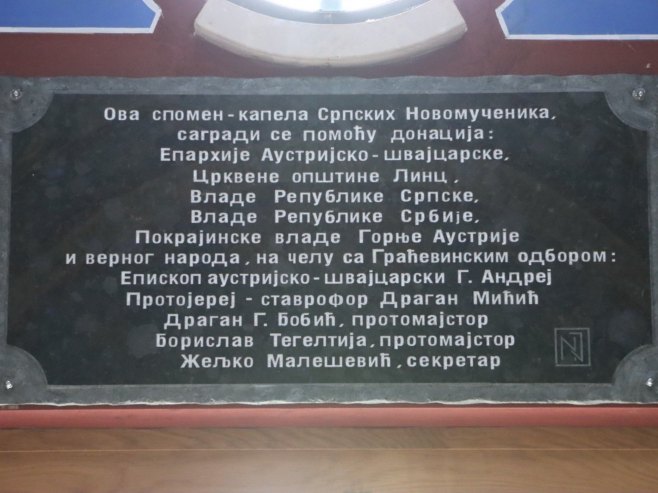 Ова спомен-капела Српских Новомученика,
сагради се помоћу донација:
Епархије Аустријско-швајцарске,
Црквене општине Линц,
Владе Републике Српске,
Владе Републике Србије,
Покрајинске владе Горње Аустрије
и верног народа, на челу са Грађевинским одбором:
Епископ аустријско-швајцарски Г. Андреј
Протојереј - ставрофор Драган Мићић
Драган Г. Бобић, протомајстор
Борислав Тегелтија, протомајстор
Жељко Малешевић, секретар